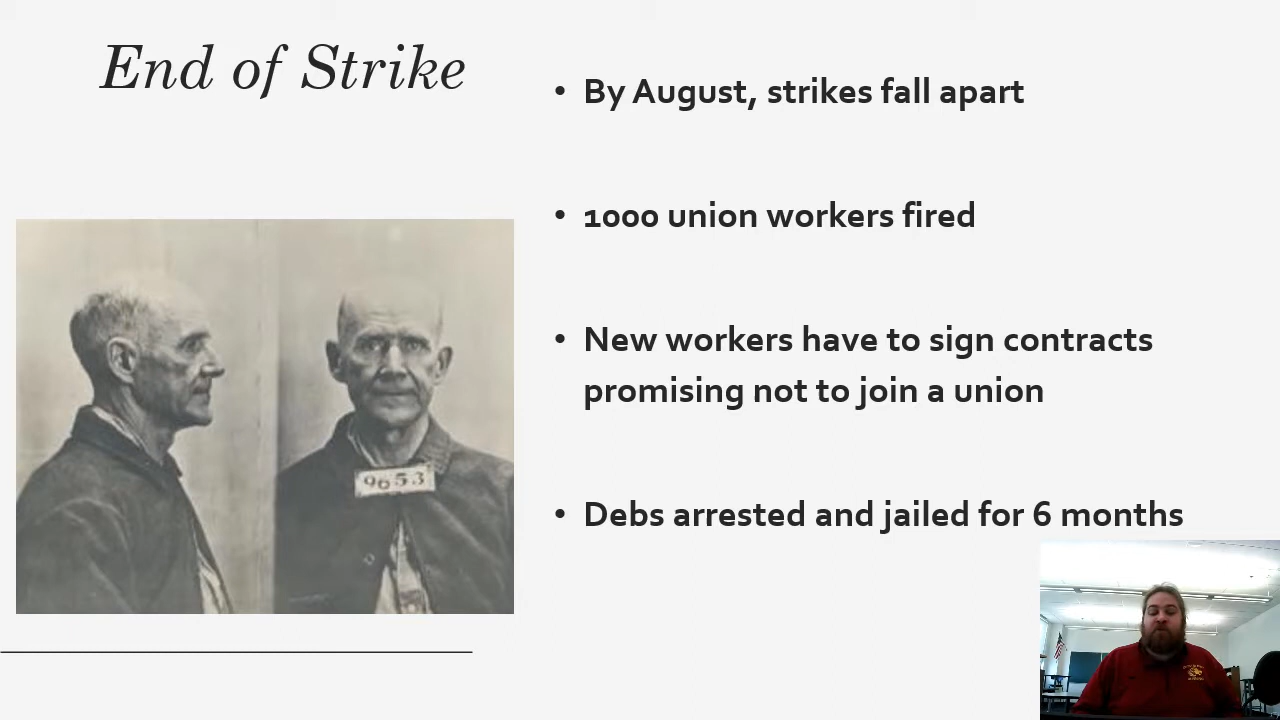 End of Strike
• By August, strikes fall apart
• 1000 union workers fired
• New workers have to sign contracts
promising not to join a union
• Debs arrested and jailed for 6 months
9653